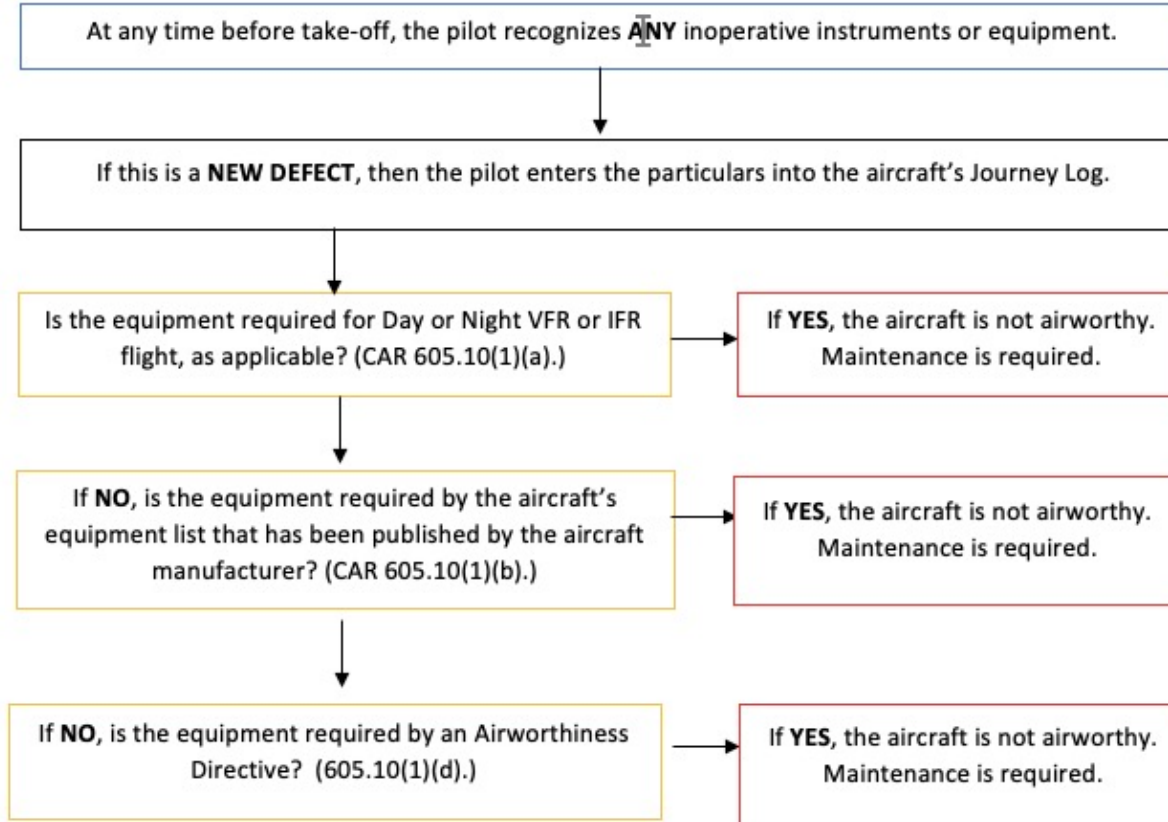 At any time before take-off, the pilot recognizes ANY inoperative instruments or equipment.
If this is a NEW DEFECT, then the pilot enters the particulars into the aircraft's Journey Log.
Is the equipment required for Day or Night VFR or IFR
flight, as applicable? (CAR 605.10(1)(a).)
If YES, the aircraft is not airworthy.
Maintenance is required.
If NO, is the equipment required by the aircraft's
equipment list that has been published by the aircraft
manufacturer? (CAR 605.10(1)(b).)
If YES, the aircraft is not airworthy.
Maintenance is required.
If NO, is the equipment required by an Airworthiness
Directive?  (605.10(1)(d).)
If YES, the aircraft is not airworthy.
Maintenance is required.